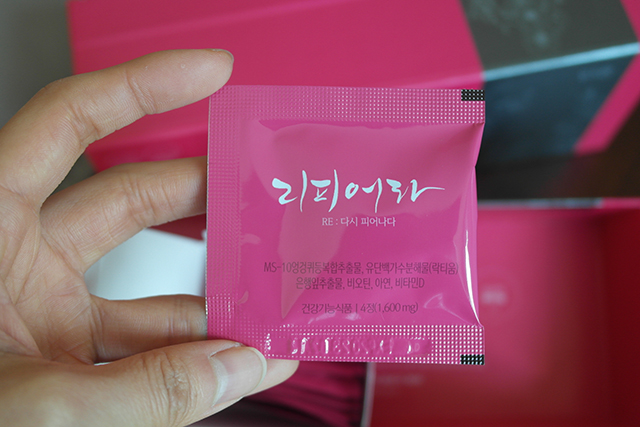 리피어라
RE : 다시 피어나다
MS-10엉겅퀴등복합추출물, 유단백가수분해물(락티움)
은행잎추출물, 비오틴, 아연, 비타민D
건강기능식품 | 4정(1,600mg)